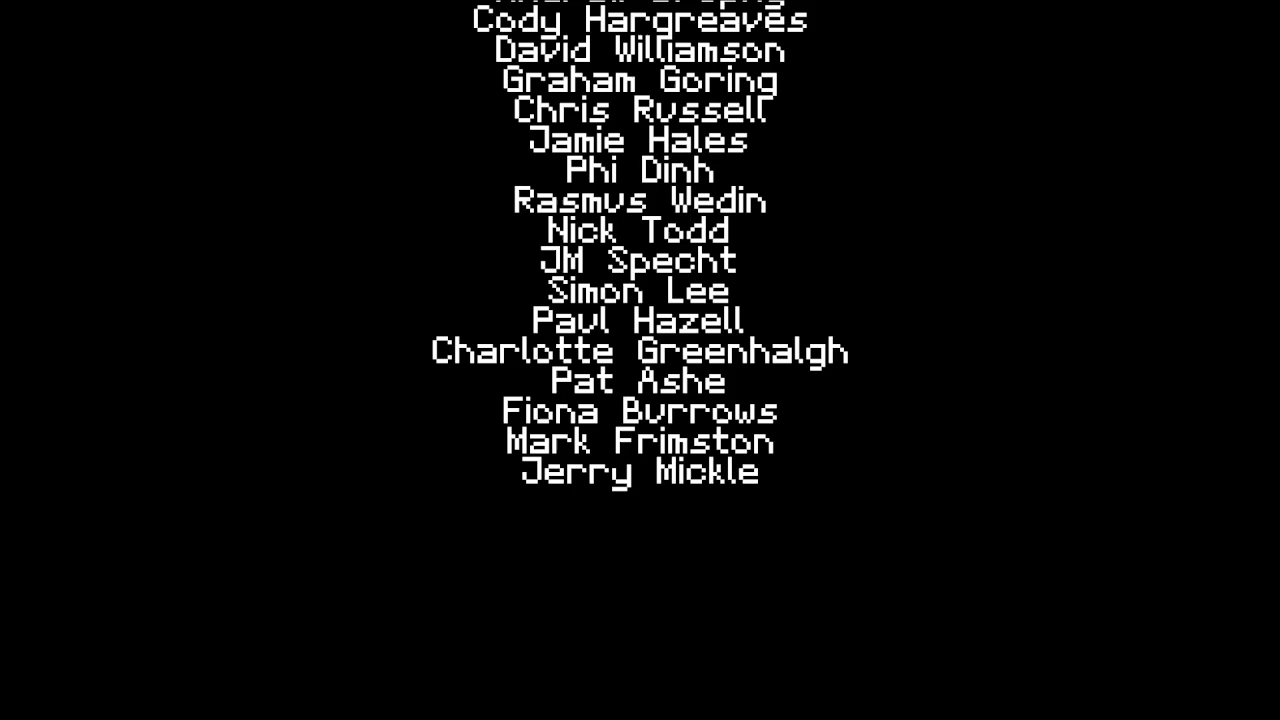 Cody Hargreaves
David Williamson
Graham Goring
Chris Russell
Jamie Hales
Phi Dinh
Rasmus Wedin
Nick Todd
JM Specht
Simon Lee
Paul Hazell
Charlotte Greenhalgh
Pat Ashe
Fiona Burrows
Mark Frimston
Jerry Mickle